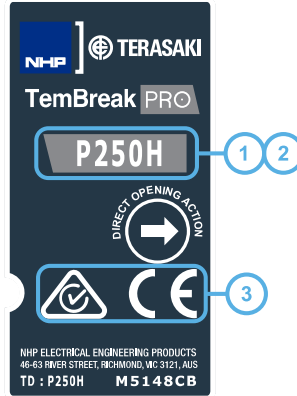 NHP TERASAKI
TemBreak PRO
P250H
1 2
DIRECT OPENING ACTION
CE
3
NHP ELECTRICAL ENGINEERING PRODUCTS
46-63 RIVER STREET, RICHMOND, VIC 3121, AUS
TD : P250H M5148CB